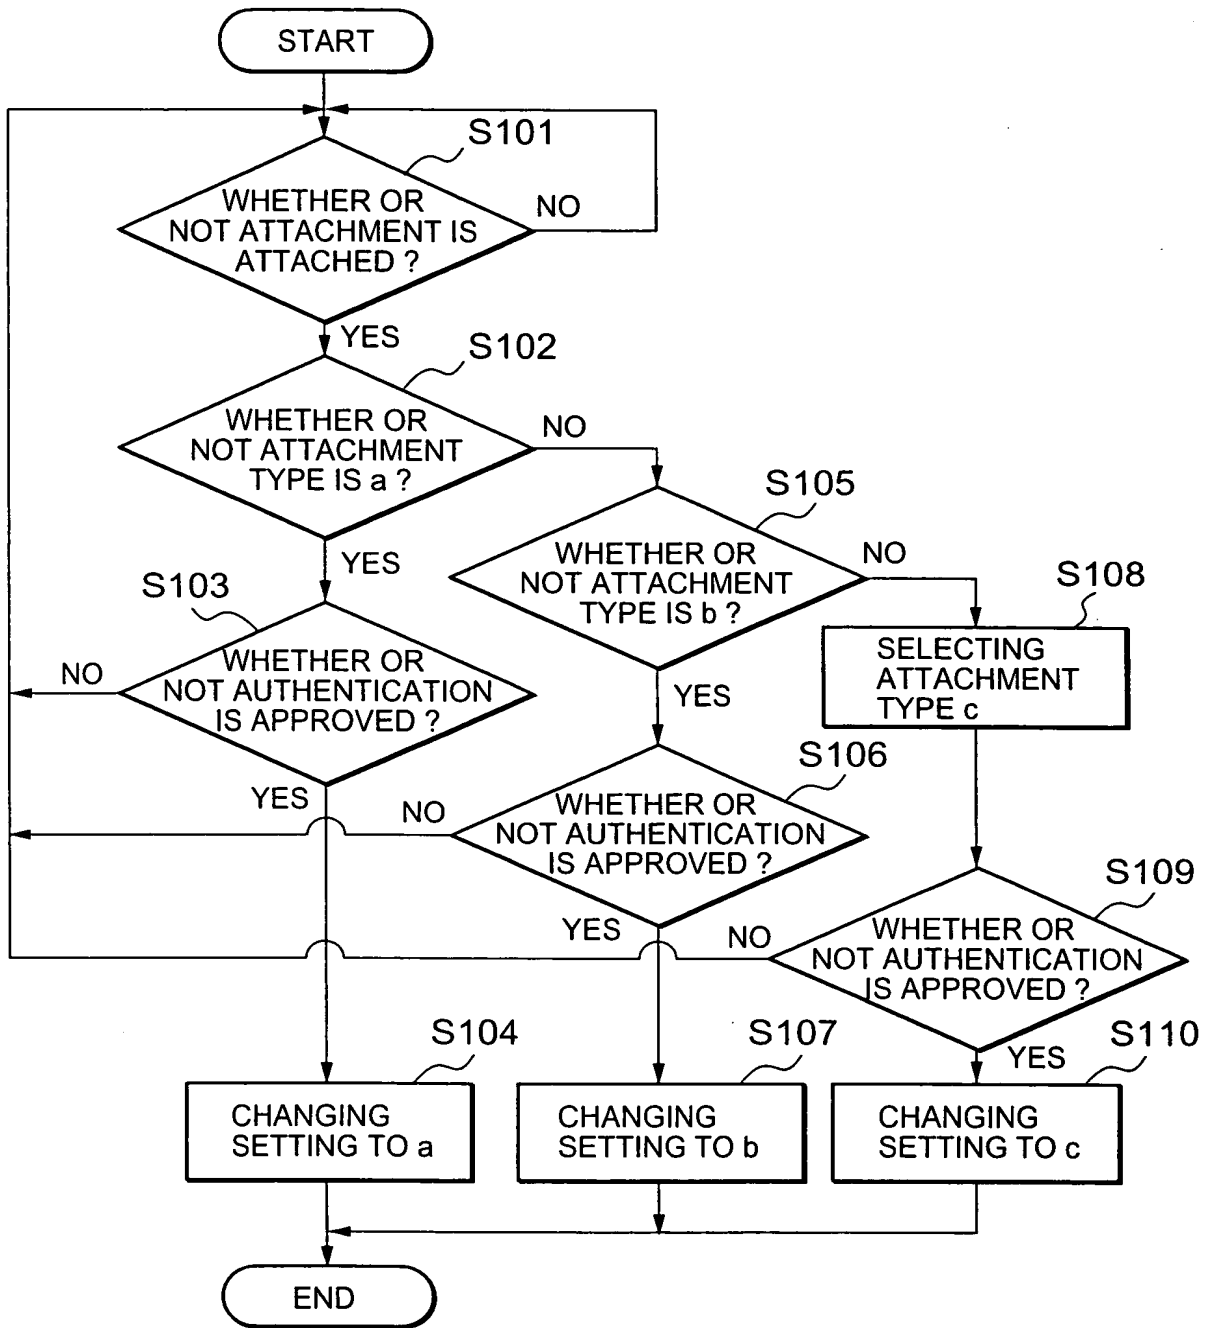 START
S101
WHETHER OR
NOT ATTACHMENT IS
ATTACHED ?
NO
YES
S102
WHETHER OR
NOT ATTACHMENT
TYPE IS a ?
NO
YES
S105
WHETHER OR
NOT ATTACHMENT
TYPE IS b ?
NO
YES
S103
WHETHER OR
NOT AUTHENTICATION
IS APPROVED ?
NO
YES
S108
SELECTING
ATTACHMENT
TYPE c
S106
WHETHER OR
NOT AUTHENTICATION
IS APPROVED ?
NO
YES
S109
WHETHER OR
NOT AUTHENTICATION
IS APPROVED ?
NO
YES
S104
CHANGING
SETTING TO a
S107
CHANGING
SETTING TO b
S110
CHANGING
SETTING TO c
END